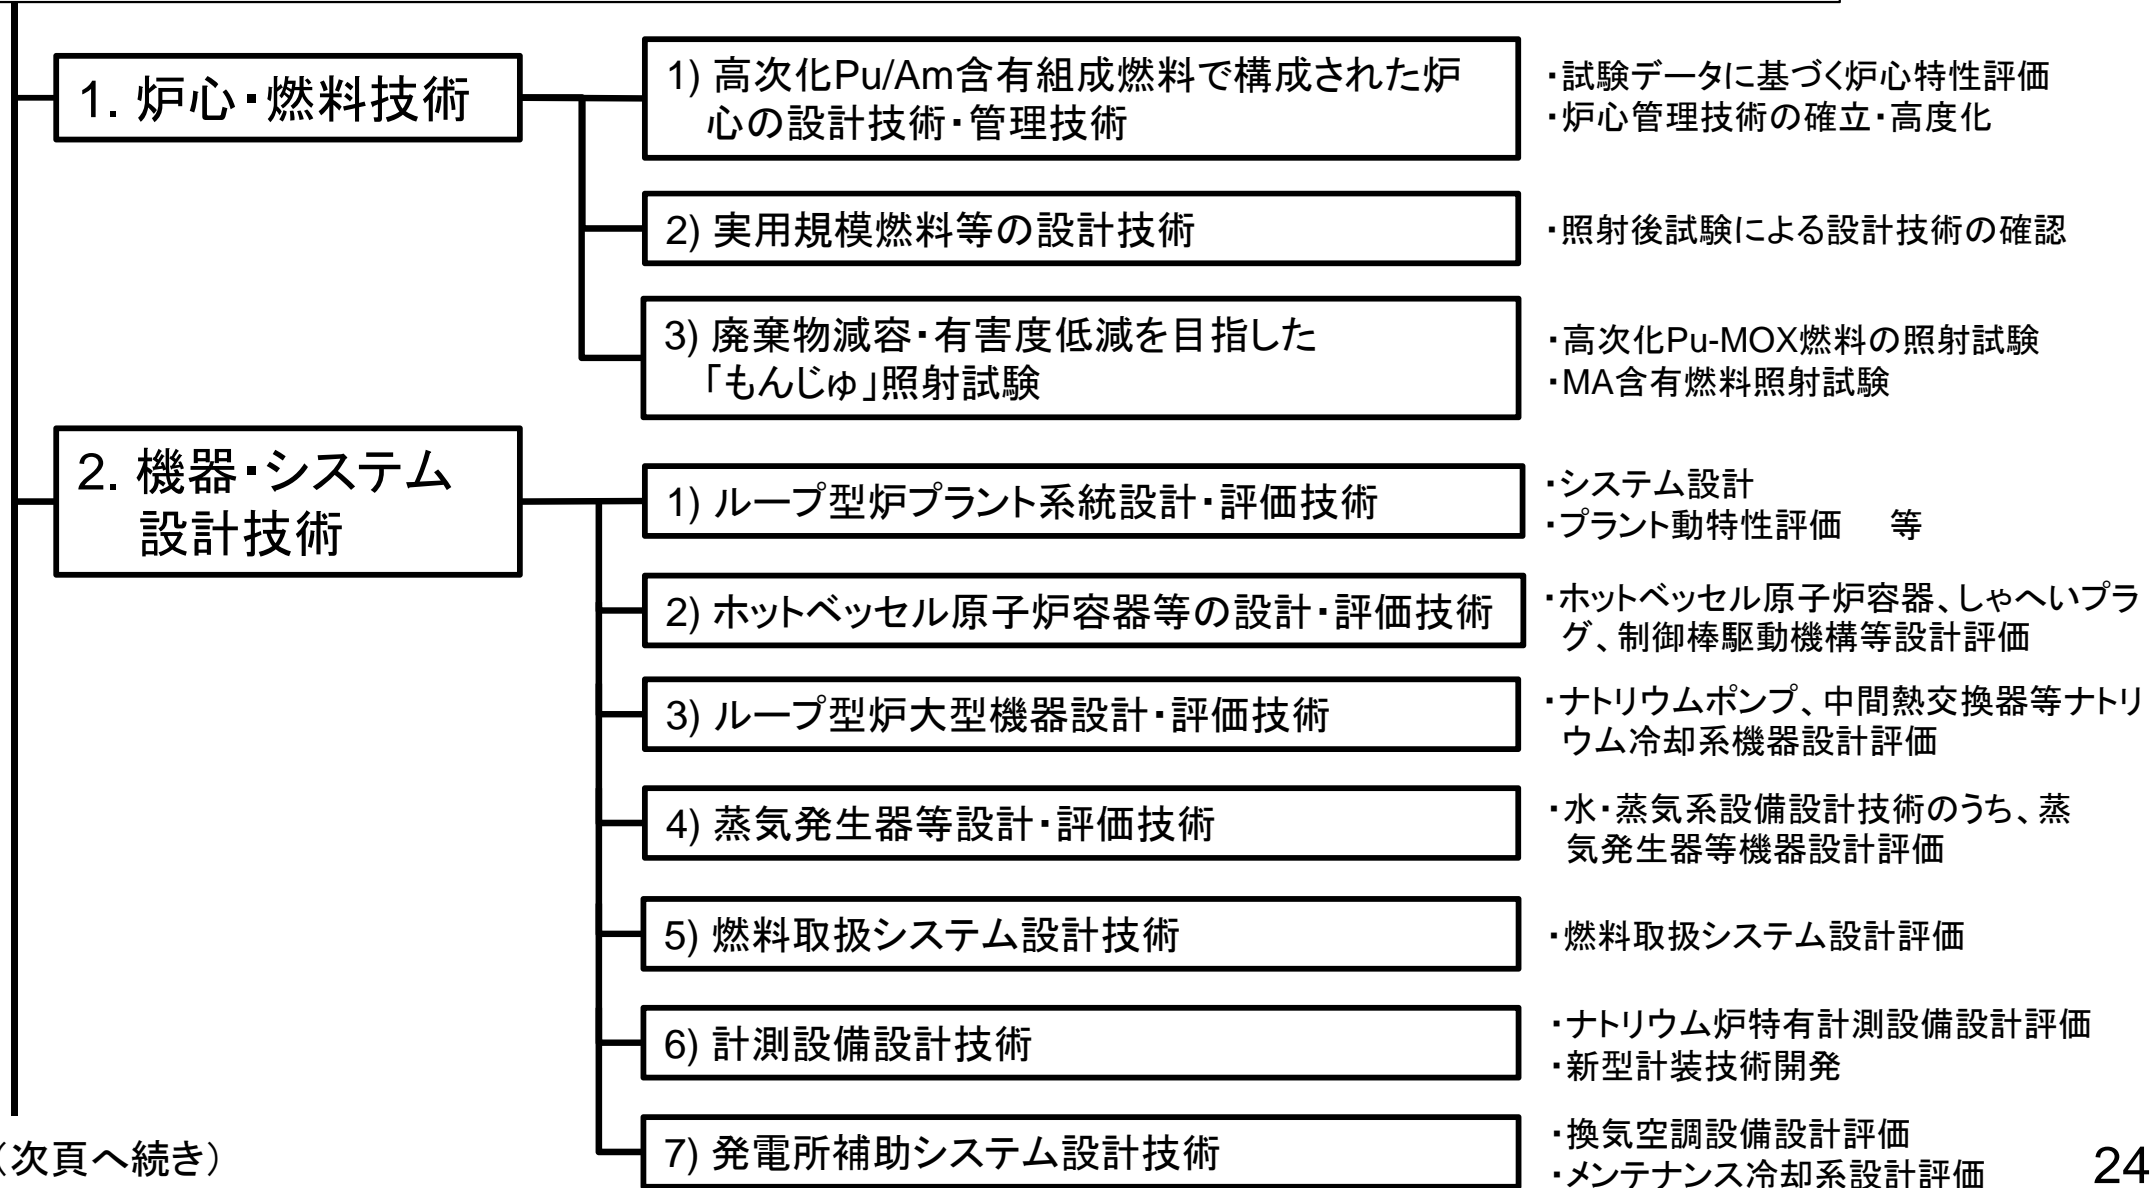 1. 炉心・燃料技術
1) 高次化Pu/Am含有組成燃料で構成された炉
心の設計技術・管理技術
・試験データに基づく炉心特性評価
・炉心管理技術の確立・高度化
2) 実用規模燃料等の設計技術
・照射後試験による設計技術の確認
3) 廃棄物減容・有害度低減を目指した
「もんじゅ」照射試験
・高次化Pu-MOX燃料の照射試験
・MA含有燃料照射試験
2. 機器・システム
設計技術
1) ループ型炉プラント系統設計・評価技術
・システム設計
・プラント動特性評価　等
2) ホットベッセル原子炉容器等の設計・評価技術
・ホットベッセル原子炉容器、しゃへいプラ
グ、制御棒駆動機構等設計評価
3) ループ型炉大型機器設計・評価技術
・ナトリウムポンプ、中間熱交換器等ナトリ
ウム冷却系機器設計評価
4) 蒸気発生器等設計・評価技術
・水・蒸気系設備設計技術のうち、蒸
気発生器等機器設計評価
5) 燃料取扱システム設計技術
・燃料取扱システム設計評価
6) 計測設備設計技術
・ナトリウム炉特有計測設備設計評価
・新型計装技術開発
7) 発電所補助システム設計技術
・換気空調設備設計評価
・メンテナンス冷却系設計評価
（次頁へ続き）
24